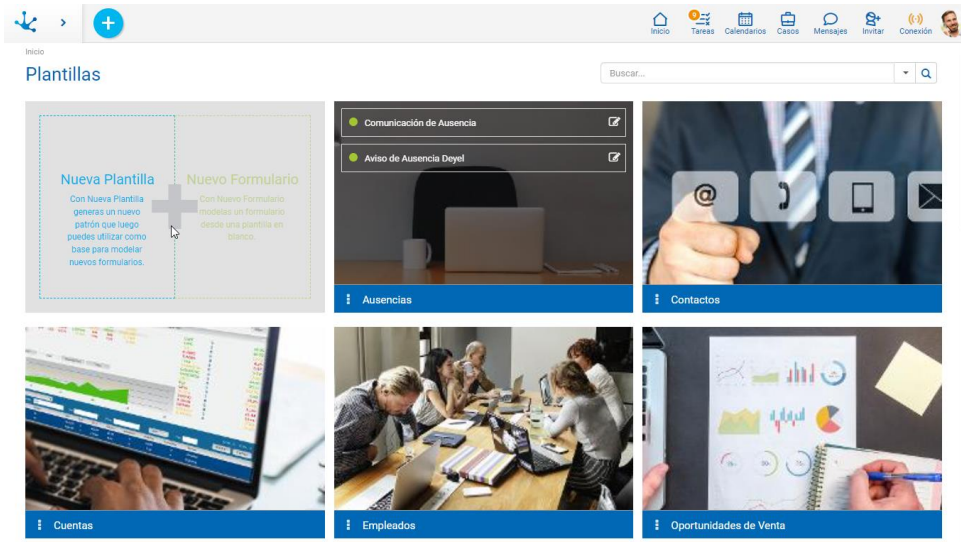 9
Inicio
Tareas
Calendarios
Casos
Mensajes
Invitar
Conexión
Inicio
Plantillas
Buscar...
Nueva Plantilla
Con Nueva Plantilla
generas un nuevo
patrón que luego
puedes utilizar como
base para modelar
nuevos formularios.
Nuevo Formulario
Con Nuevo Formulario
modelas un formulario
desde una plantilla en
blanco.
Comunicación de Ausencia
Aviso de Ausencia Deyel
Ausencias
@
Contactos
Cuentas
Empleados
Oportunidades de Venta